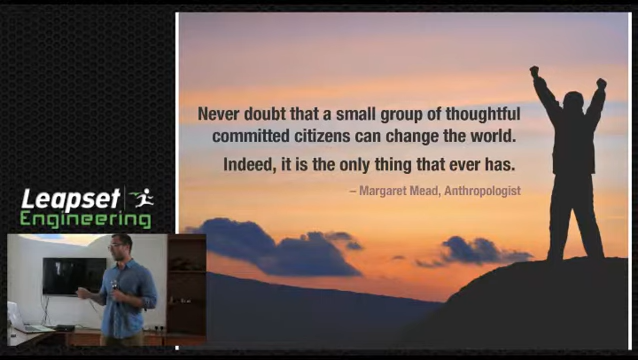 Never doubt that a small group of thoughtful
committed citizens can change the world.
Indeed, it is the only thing that ever has.
– Margaret Mead, Anthropologist
Leapset
Engineering